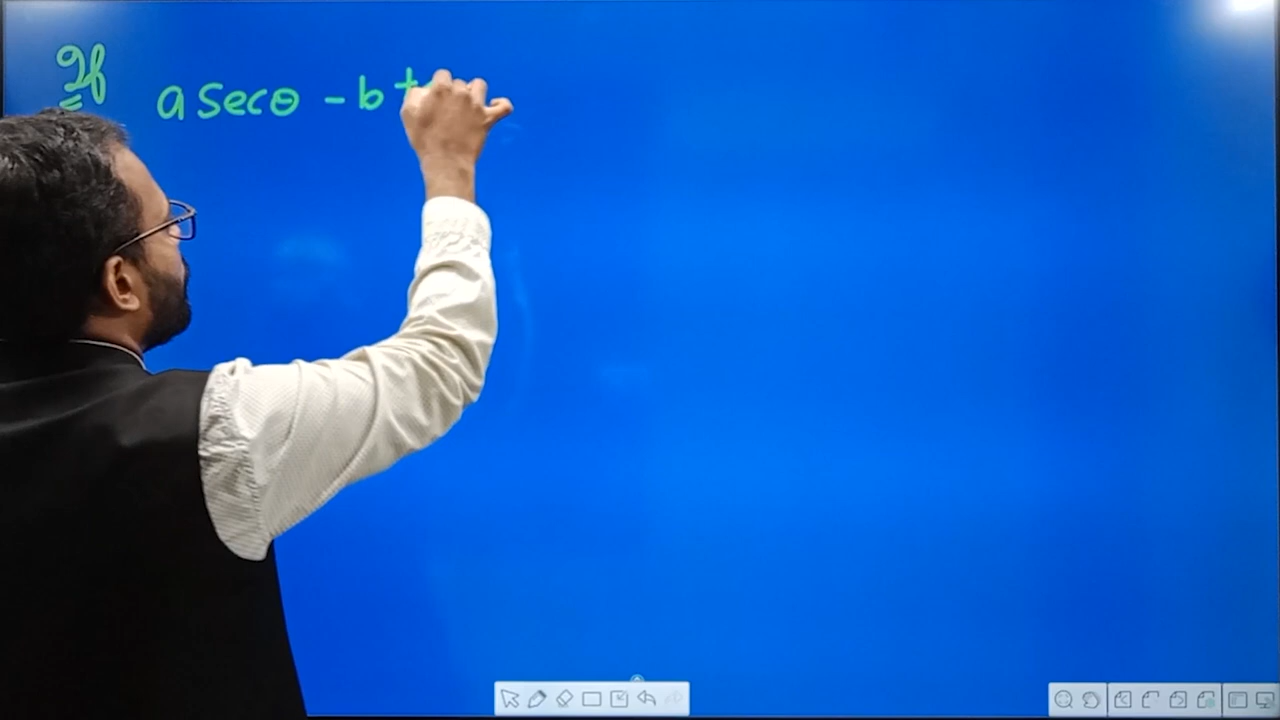 If a Secθ - b t